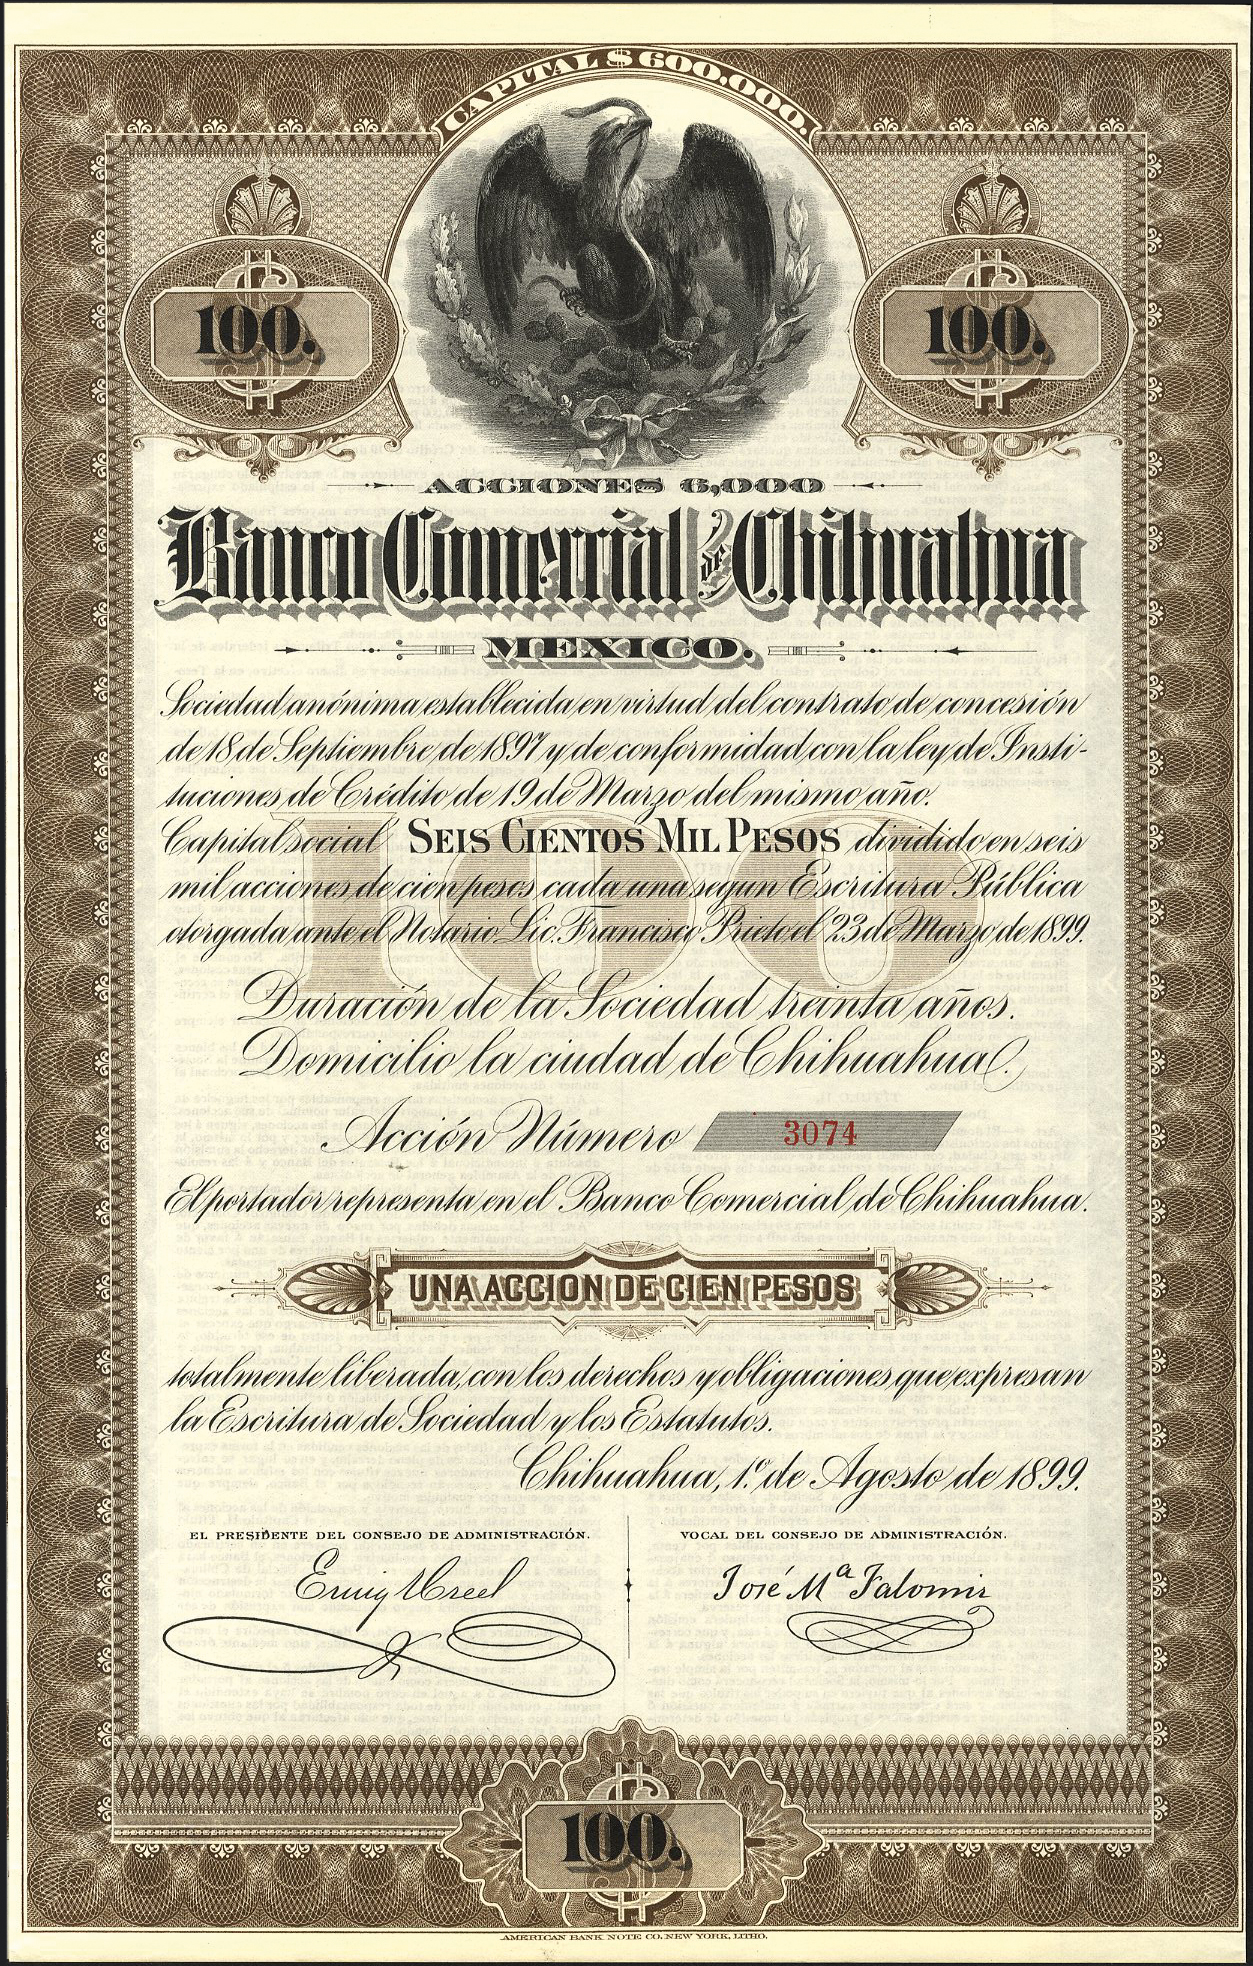 CAPITAL $ 600.000.
100.
100.
ACCIONES 6,000
Banco Comercial de Chihuahua
MEXICO.
Sociedad anónima establecida en virtud del contrato de concesión
de 18 de Septiembre de 1897 y de conformidad con la ley de Insti-
tuciones de Crédito de 19 de Marzo del mismo año.
Capital social SEIS CIENTOS MIL PESOS dividido en seis
mil acciones de cien pesos cada una segun Escritura Pública
otorgada ante el Notario Lic. Francisco Prieto el 23 de Marzo de 1899.
100
Duración de la Sociedad treinta años.
Domicilio la ciudad de Chihuahua.
Acción Número 3074
El portador representa en el Banco Comercial de Chihuahua.
UNA ACCION DE CIEN PESOS
totalmente liberada, con los derechos y obligaciones que expresan
la Escritura de Sociedad y los Estatutos.
Chihuahua, 1.º de Agosto de 1899.
EL PRESIDENTE DEL CONSEJO DE ADMINISTRACIÓN.
VOCAL DEL CONSEJO DE ADMINISTRACIÓN.
Creel
José Mª Falomir
100.
AMERICAN BANK NOTE CO. NEW YORK, LITHO.